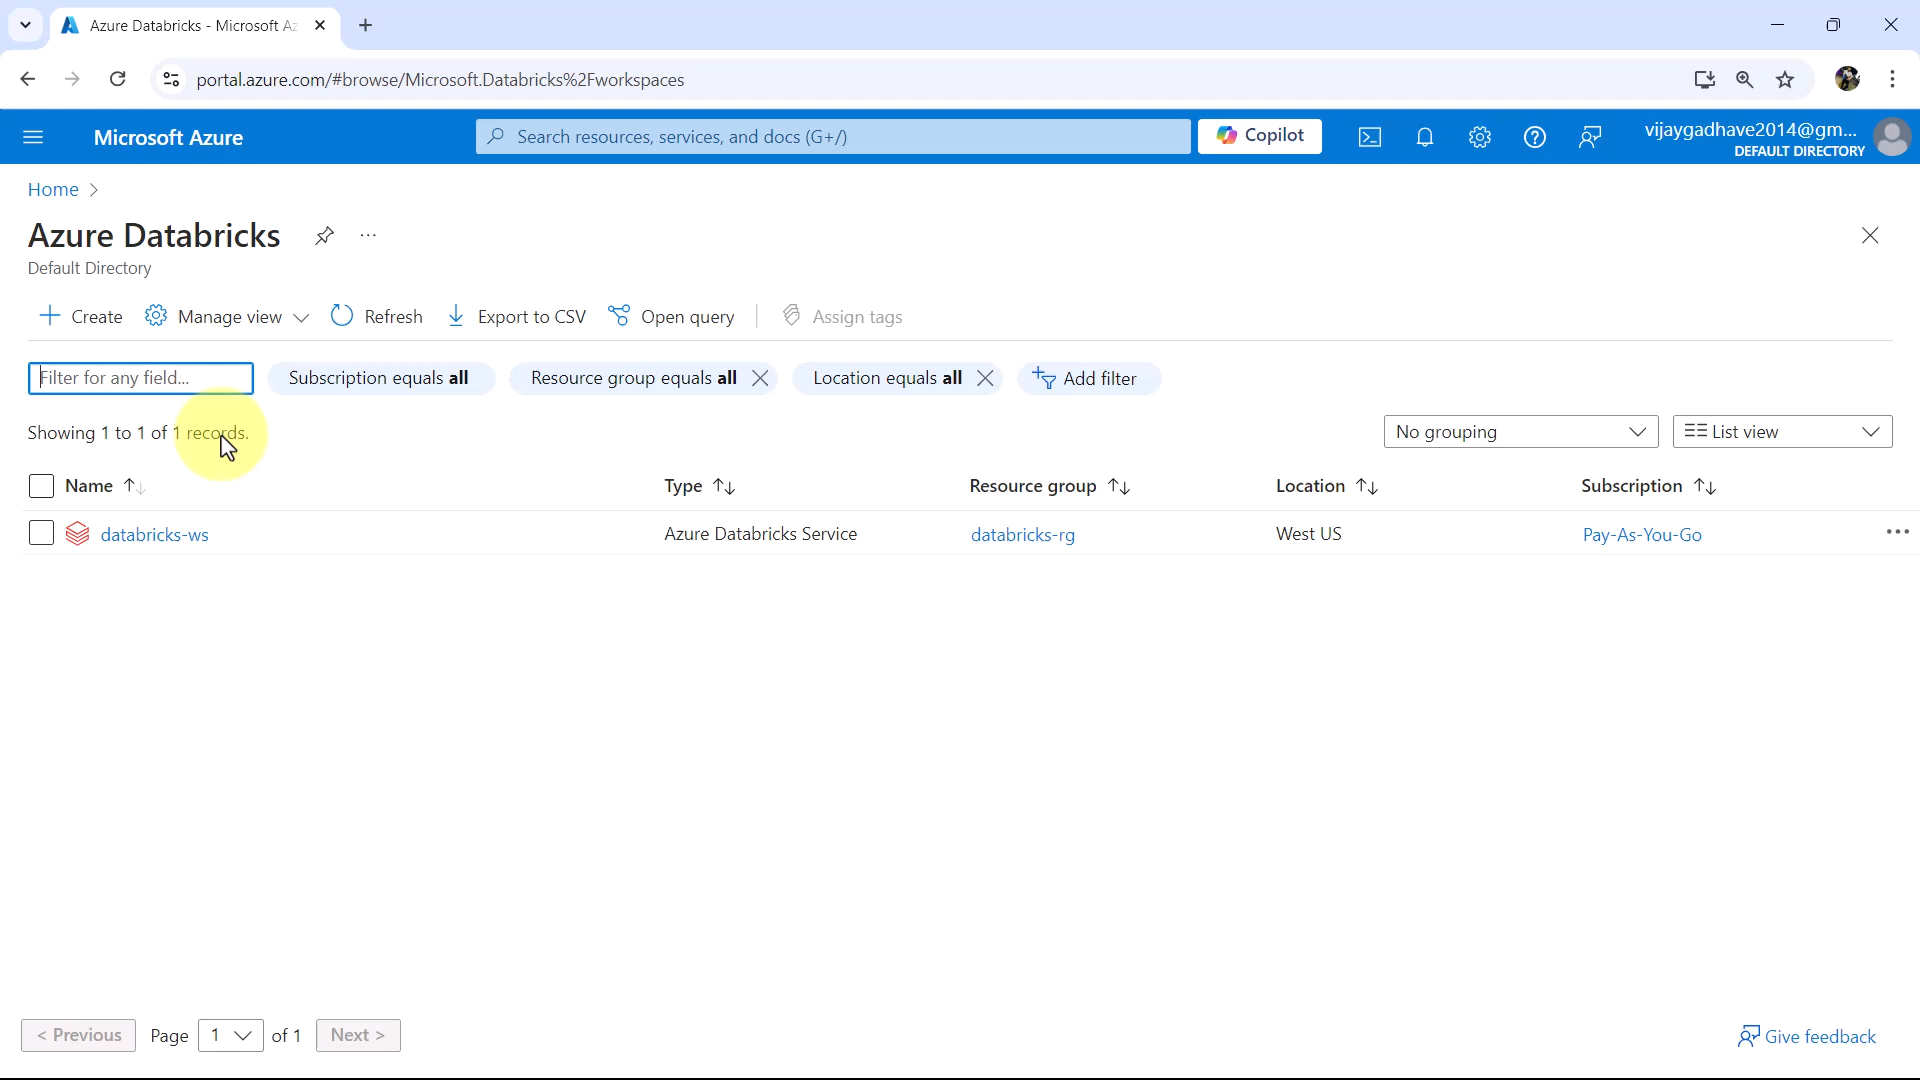 Azure Databricks - Microsoft Az
portal.azure.com/#browse/Microsoft.Databricks%2Fworkspaces
Microsoft Azure
Search resources, services, and docs (G+/)
Copilot
vijaygadhave2014@gm...
DEFAULT DIRECTORY
Home
Azure Databricks
Default Directory
Create Manage view Refresh Export to CSV Open query Assign tags
Filter for any field... Subscription equals all Resource group equals all Location equals all Add filter
Showing 1 to 1 of 1 records. No grouping List view
Name Type Resource group Location Subscription
databricks-ws Azure Databricks Service databricks-rg West US Pay-As-You-Go
< Previous Page 1 of 1 Next > Give feedback